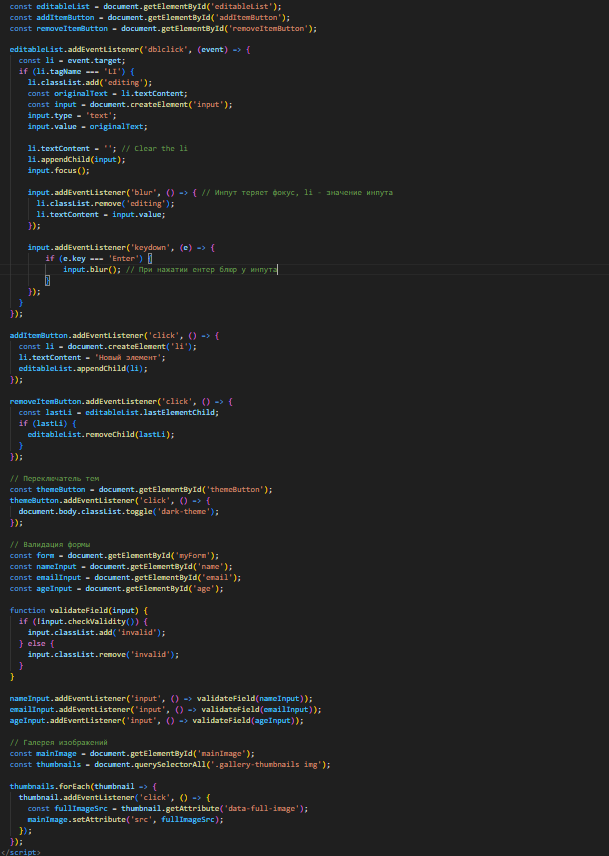 const editableList = document.getElementById('editableList');
const addItemButton = document.getElementById('addItemButton');
const removeItemButton = document.getElementById('removeItemButton');

editableList.addEventListener('dblclick', (event) => {
  const li = event.target;
  if (li.tagName === 'LI') {
    li.classList.add('editing');
    const originalText = li.textContent;
    const input = document.createElement('input');
    input.type = 'text';
    input.value = originalText;

    li.textContent = ''; // Clear the li
    li.appendChild(input);
    input.focus();

    input.addEventListener('blur', () => { // Инпут теряет фокус, li - значение инпута
      li.classList.remove('editing');
      li.textContent = input.value;
    });

    input.addEventListener('keydown', (e) => {
        if (e.key === 'Enter') {
            input.blur(); // При нажатии ентер блюр у инпута
        }
    });
  }
});

addItemButton.addEventListener('click', () => {
  const li = document.createElement('li');
  li.textContent = 'Новый элемент';
  editableList.appendChild(li);
});

removeItemButton.addEventListener('click', () => {
  const lastLi = editableList.lastElementChild;
  if (lastLi) {
    editableList.removeChild(lastLi);
  }
});

// Переключатель тем
const themeButton = document.getElementById('themeButton');
themeButton.addEventListener('click', () => {
  document.body.classList.toggle('dark-theme');
});

// Валидация формы
const form = document.getElementById('myForm');
const nameInput = document.getElementById('name');
const emailInput = document.getElementById('email');
const ageInput = document.getElementById('age');

function validateField(input) {
  if (!input.checkValidity()) {
    input.classList.add('invalid');
  } else {
    input.classList.remove('invalid');
  }
}

nameInput.addEventListener('input', () => validateField(nameInput));
emailInput.addEventListener('input', () => validateField(emailInput));
ageInput.addEventListener('input', () => validateField(ageInput));

// Галерея изображений
const mainImage = document.getElementById('mainImage');
const thumbnails = document.querySelectorAll('.gallery-thumbnails img');

thumbnails.forEach(thumbnail => {
  thumbnail.addEventListener('click', () => {
    const fullImageSrc = thumbnail.getAttribute('data-full-image');
    mainImage.setAttribute('src', fullImageSrc);
  });
});
</script>